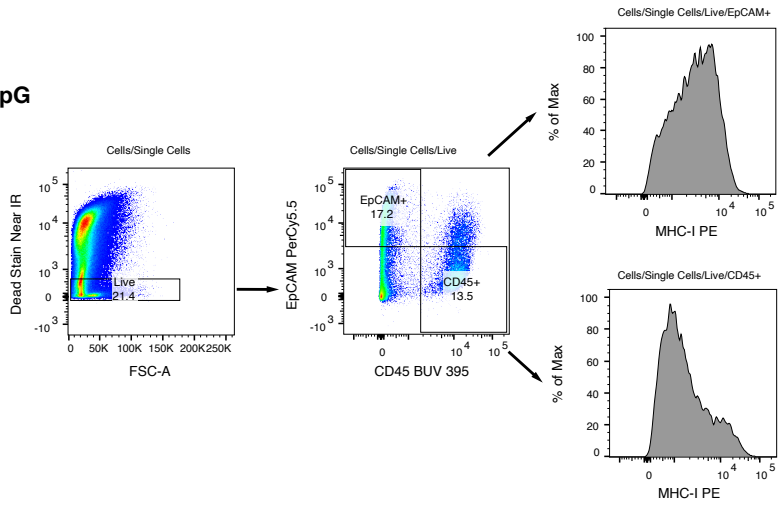 pG
Cells/Single Cells
Dead Stain Near IR
10 5
10 4
10 3
0
-10 3
Live
21.4
0 50K 100K 150K 200K250K
FSC-A
Cells/Single Cells/Live
EpCAM PerCy5.5
10 5
10 4
10 3
0
-10 3
EpCAM+
17.2
CD45+
13.5
0 10 4 10 5
CD45 BUV 395
Cells/Single Cells/Live/EpCAM+
% of Max
100
80
60
40
20
0
0 10 4 10 5
MHC-I PE
Cells/Single Cells/Live/CD45+
% of Max
100
80
60
40
20
0
0 10 4 10 5
MHC-I PE